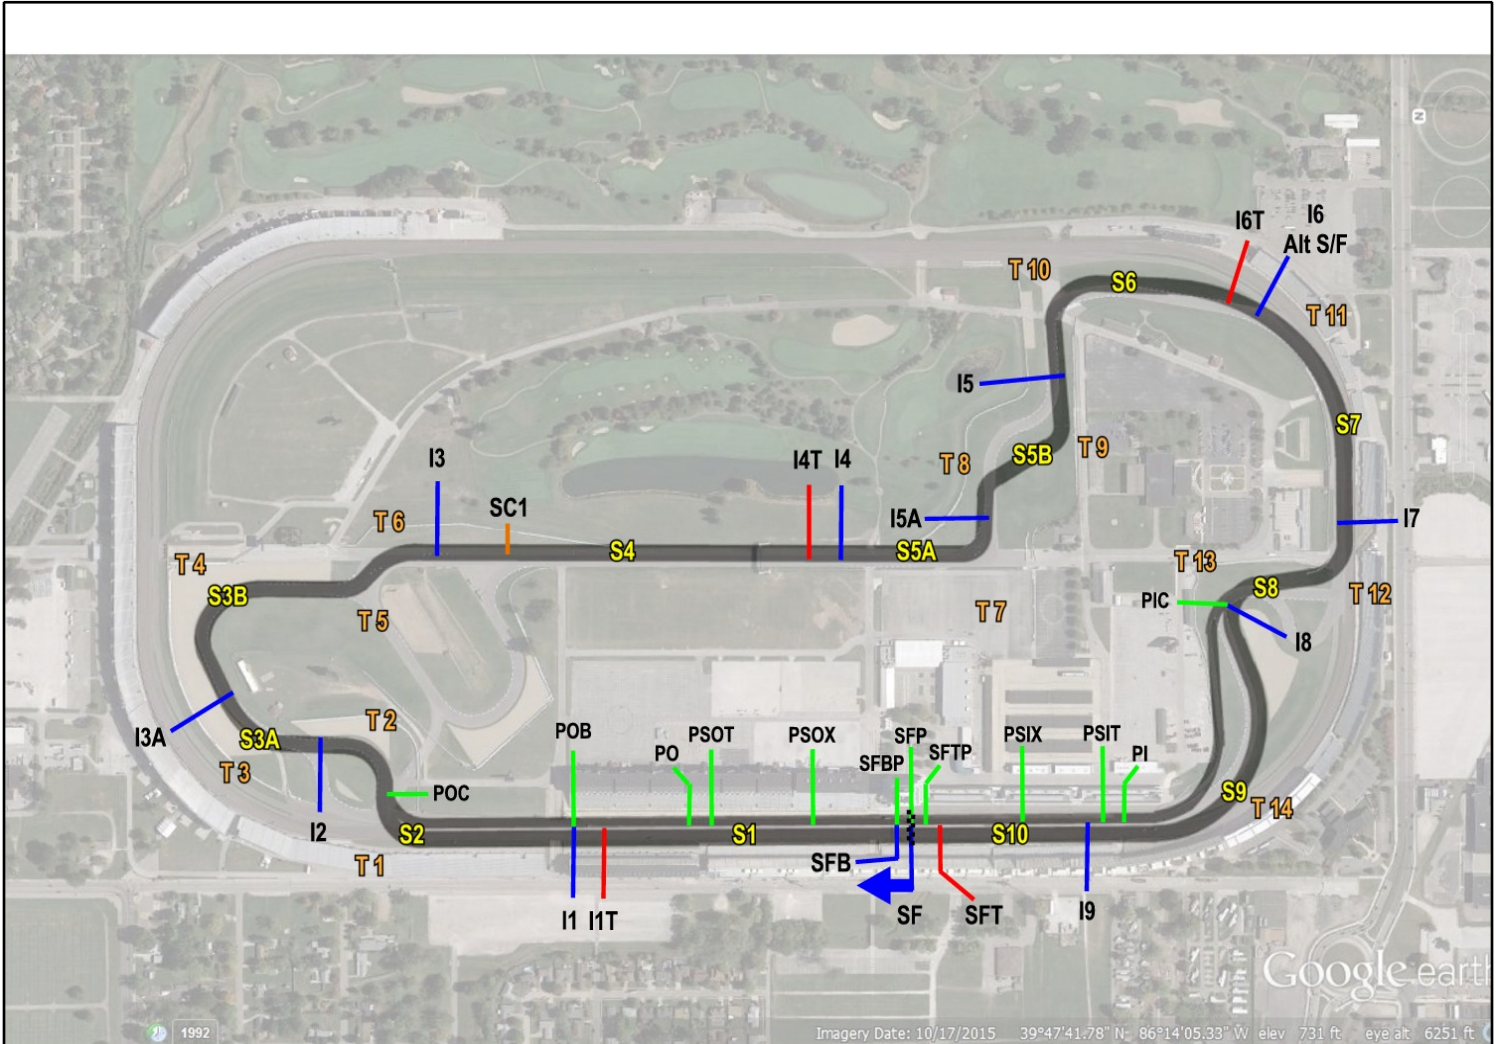 N
I6T
I6
Alt S/F
T 10
S6
T 11
I5
S7
I3
I4T
I4
T 8
S5B
T 9
SC1
I5A
I7
T 6
S4
S5A
T 4
S3B
T 13
S8
T 12
PIC
T 5
T 7
I8
T 2
I3A
S3A
T 3
POB
PO
PSOT
PSOX
SFP
SFBP
SFTP
PSIX
PSIT
PI
POC
S9
T 14
I2
S2
S1
S10
T 1
SFB
I1
I1T
SF
SFT
I9
Google earth
1992
Imagery Date: 10/17/2015 39°47'41.78" N 86°14'05.33" W elev 731 ft eye alt 6251 ft